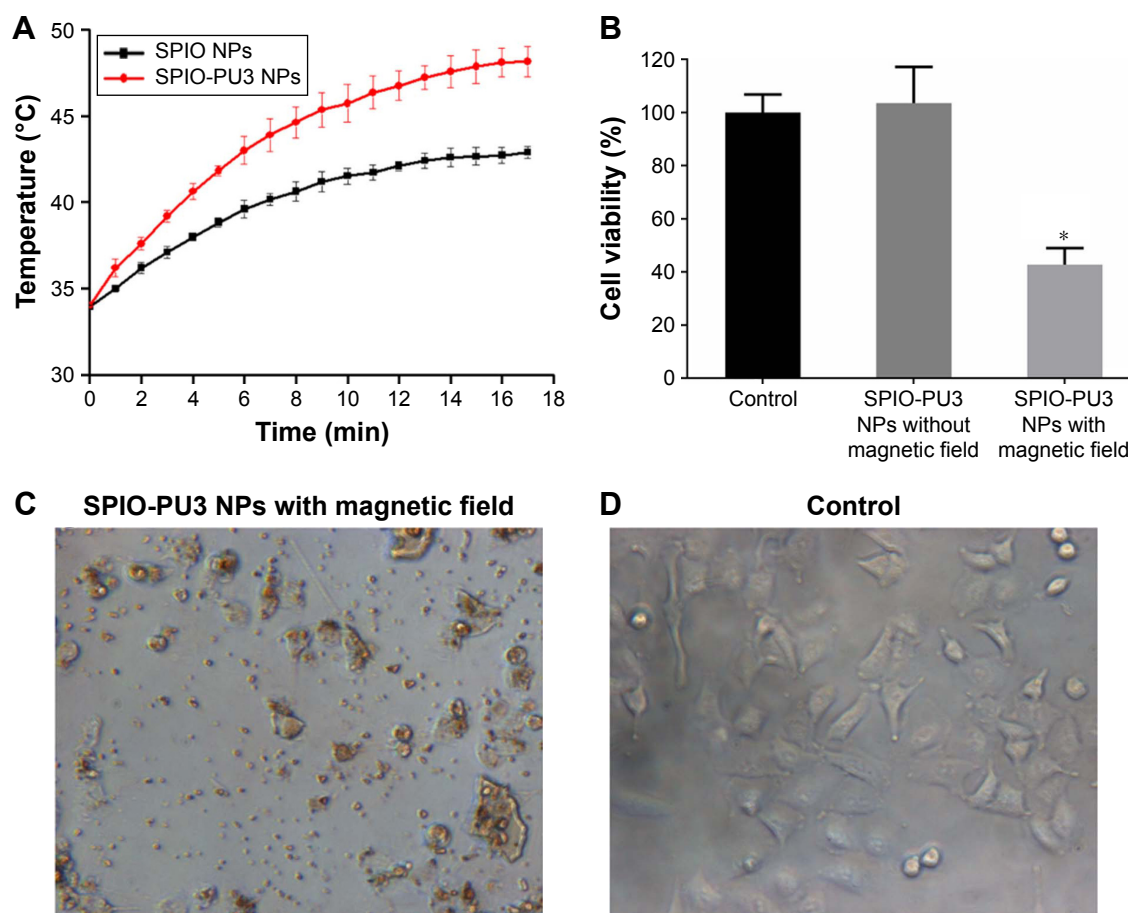 A
SPIO NPs
SPIO-PU3 NPs
Temperature (°C)
50
45
40
35
30
0 2 4 6 8 10 12 14 16 18
Time (min)
B
Cell viability (%)
120
100
80
60
40
20
0
*
Control
SPIO-PU3
NPs without
magnetic field
SPIO-PU3
NPs with
magnetic field
C
SPIO-PU3 NPs with magnetic field
D
Control